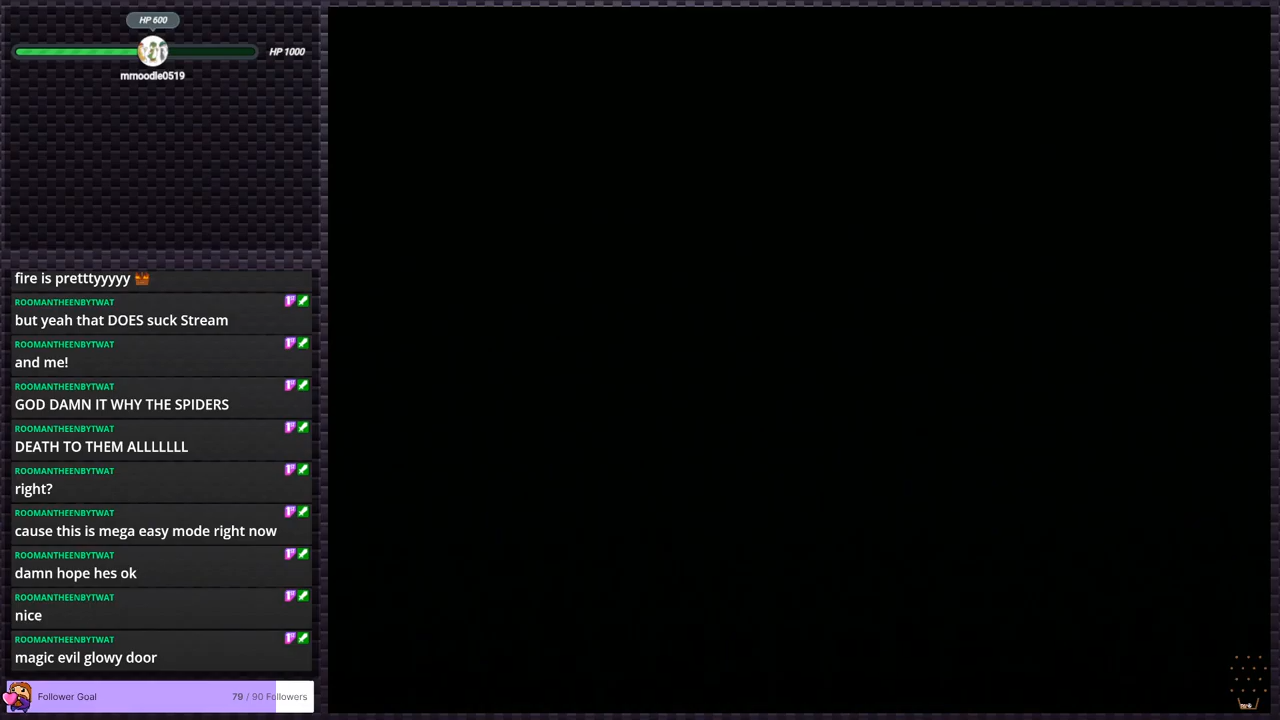 HP 600
HP 1000
mrmoodle0519
fire is pretttyyyyy
ROOMANTHEENBYTWAT
but yeah that DOES suck Stream
ROOMANTHEENBYTWAT
and me!
ROOMANTHEENBYTWAT
GOD DAMN IT WHY THE SPIDERS
ROOMANTHEENBYTWAT
DEATH TO THEM ALLLLLLL
ROOMANTHEENBYTWAT
right?
ROOMANTHEENBYTWAT
cause this is mega easy mode right now
ROOMANTHEENBYTWAT
damn hope hes ok
ROOMANTHEENBYTWAT
nice
ROOMANTHEENBYTWAT
magic evil glowy door
Follower Goal 79 / 90 Followers